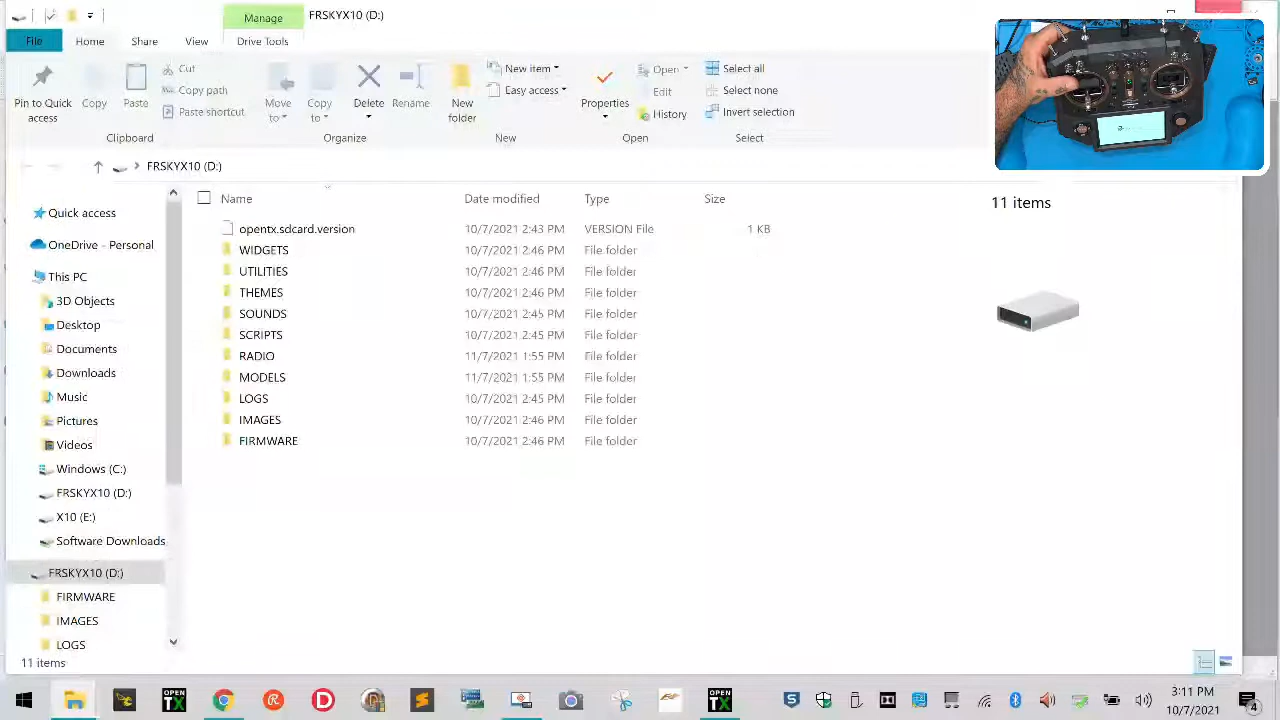 Manage
FRSKYX10 (D:)
File
Home
Share
View
Drive Tools
Pin to Quick access
Copy
Paste
Cut
Copy path
Paste shortcut
Move to
Copy to
Delete
Rename
New folder
Properties
Open
Edit
History
Select all
Select none
Invert selection
Clipboard
New
Open
Select
FRSKYX10 (D:)
Name Date modified Type Size
opentx.sdcard.version 10/7/2021 2:43 PM VERSION File 1 KB
WIDGETS 10/7/2021 2:46 PM File folder
UTILITIES 10/7/2021 2:46 PM File folder
THEMES 10/7/2021 2:46 PM File folder
SOUNDS 10/7/2021 2:45 PM File folder
SCRIPTS 10/7/2021 2:45 PM File folder
RADIO 11/7/2021 1:55 PM File folder
MODELS 11/7/2021 1:55 PM File folder
LOGS 10/7/2021 2:45 PM File folder
IMAGES 10/7/2021 2:46 PM File folder
FIRMWARE 10/7/2021 2:46 PM File folder
Quick access
OneDrive - Personal
This PC
3D Objects
Desktop
Documents
Downloads
Music
Pictures
Videos
Windows (C:)
FRSKYX10 (D:)
X10 (E:)
Software Downloads
FRSKYX10 (D:)
FIRMWARE
IMAGES
LOGS
11 items
11 items
OPEN
TX
OPEN
TX
3:11 PM
10/7/2021
4